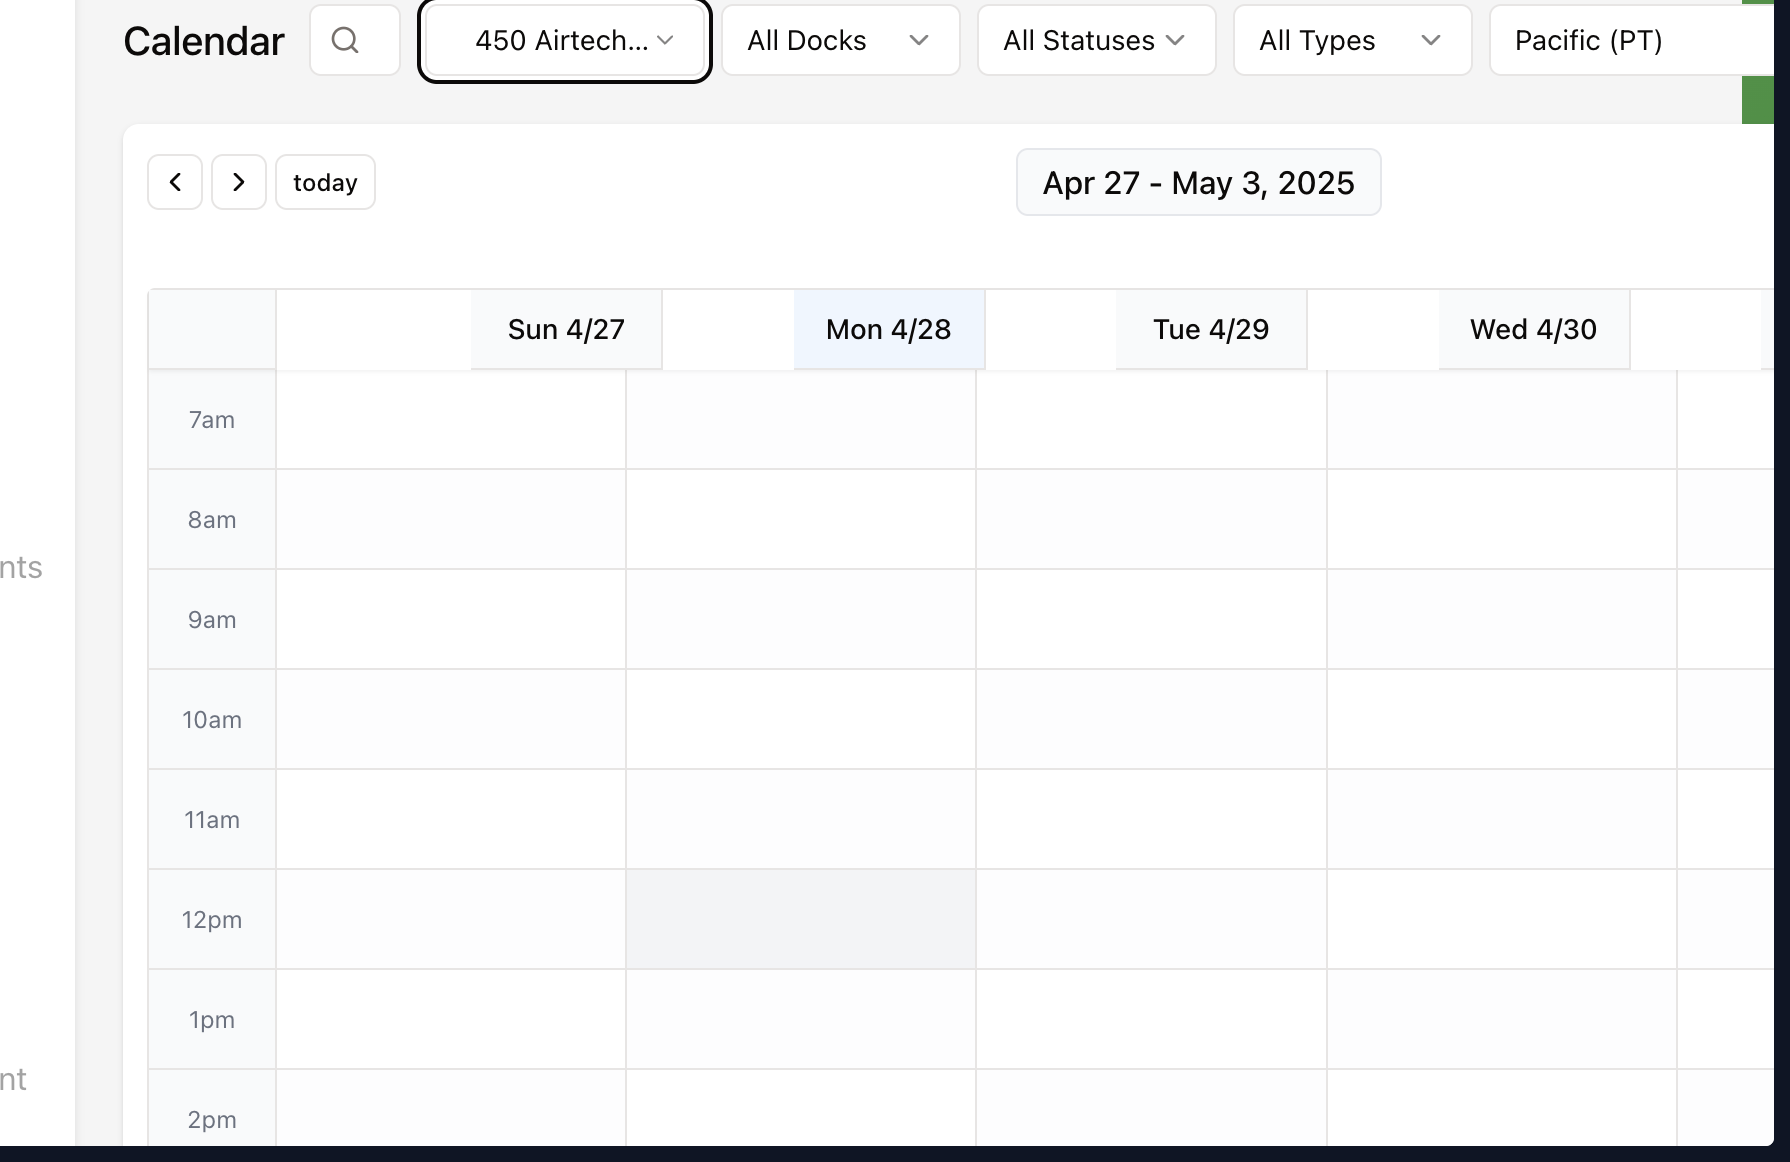 Calendar
450 Airtech...
All Docks
All Statuses
All Types
Pacific (PT)
today
Apr 27 - May 3, 2025
Sun 4/27
Mon 4/28
Tue 4/29
Wed 4/30
7am
8am
nts
9am
10am
11am
12pm
1pm
nt
2pm